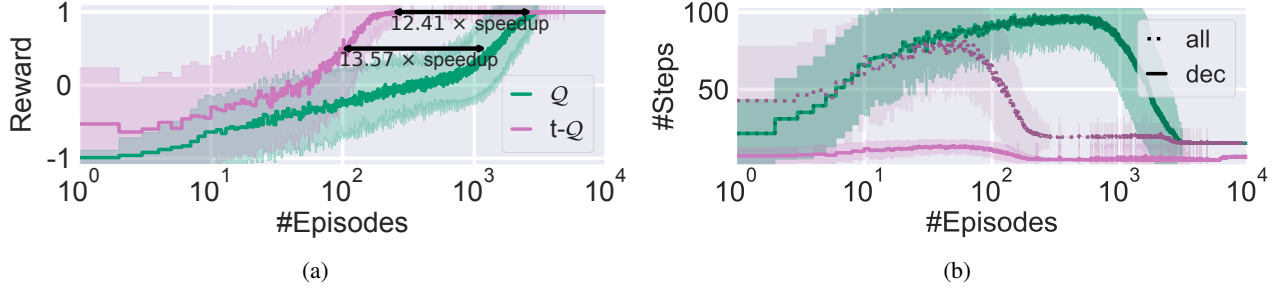 1
0
-1
Reward
12.41 × speedup
13.57 × speedup
Q
t-Q
10^0
10^1
10^2
10^3
10^4
#Episodes
(a)
100
50
#Steps
all
dec
10^0
10^1
10^2
10^3
10^4
#Episodes
(b)